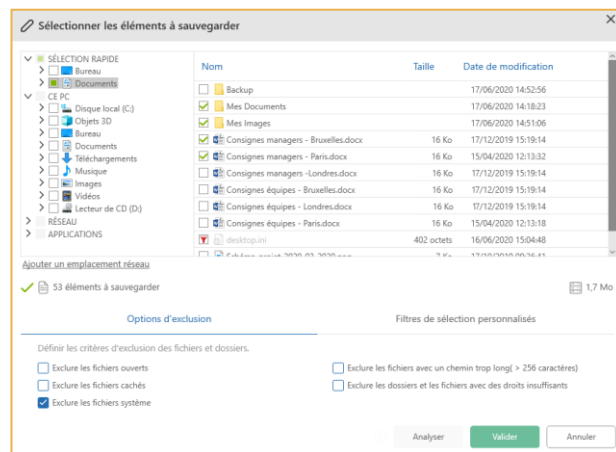 Sélectionner les éléments à sauvegarder
SÉLECTION RAPIDE
Bureau
Documents
CE PC
Disque local (C:)
Objets 3D
Bureau
Documents
Téléchargements
Musique
Images
Vidéos
Lecteur de CD (D:)
RÉSEAU
APPLICATIONS
Nom Taille Date de modification
Backup 17/06/2020 14:52:56
Mes Documents 17/06/2020 14:18:23
Mes Images 17/06/2020 14:51:06
Consignes managers - Bruxelles.docx 16 Ko 17/12/2019 15:19:14
Consignes managers - Paris.docx 16 Ko 15/04/2020 12:13:32
Consignes managers -Londres.docx 16 Ko 17/12/2019 15:19:14
Consignes équipes - Bruxelles.docx 16 Ko 17/12/2019 15:19:14
Consignes équipes - Londres.docx 16 Ko 17/12/2019 15:19:14
Consignes équipes - Paris.docx 16 Ko 15/04/2020 12:13:18
desktop.ini 402 octets 16/06/2020 15:04:48
Ajouter un emplacement réseau
53 éléments à sauvegarder 1,7 Mo
Options d'exclusion Filtres de sélection personnalisés
Définir les critères d'exclusion des fichiers et dossiers.
Exclure les fichiers ouverts Exclure les fichiers avec un chemin trop long( > 256 caractères)
Exclure les fichiers cachés Exclure les dossiers et les fichiers avec des droits insuffisants
Exclure les fichiers système
Analyser Valider Annuler